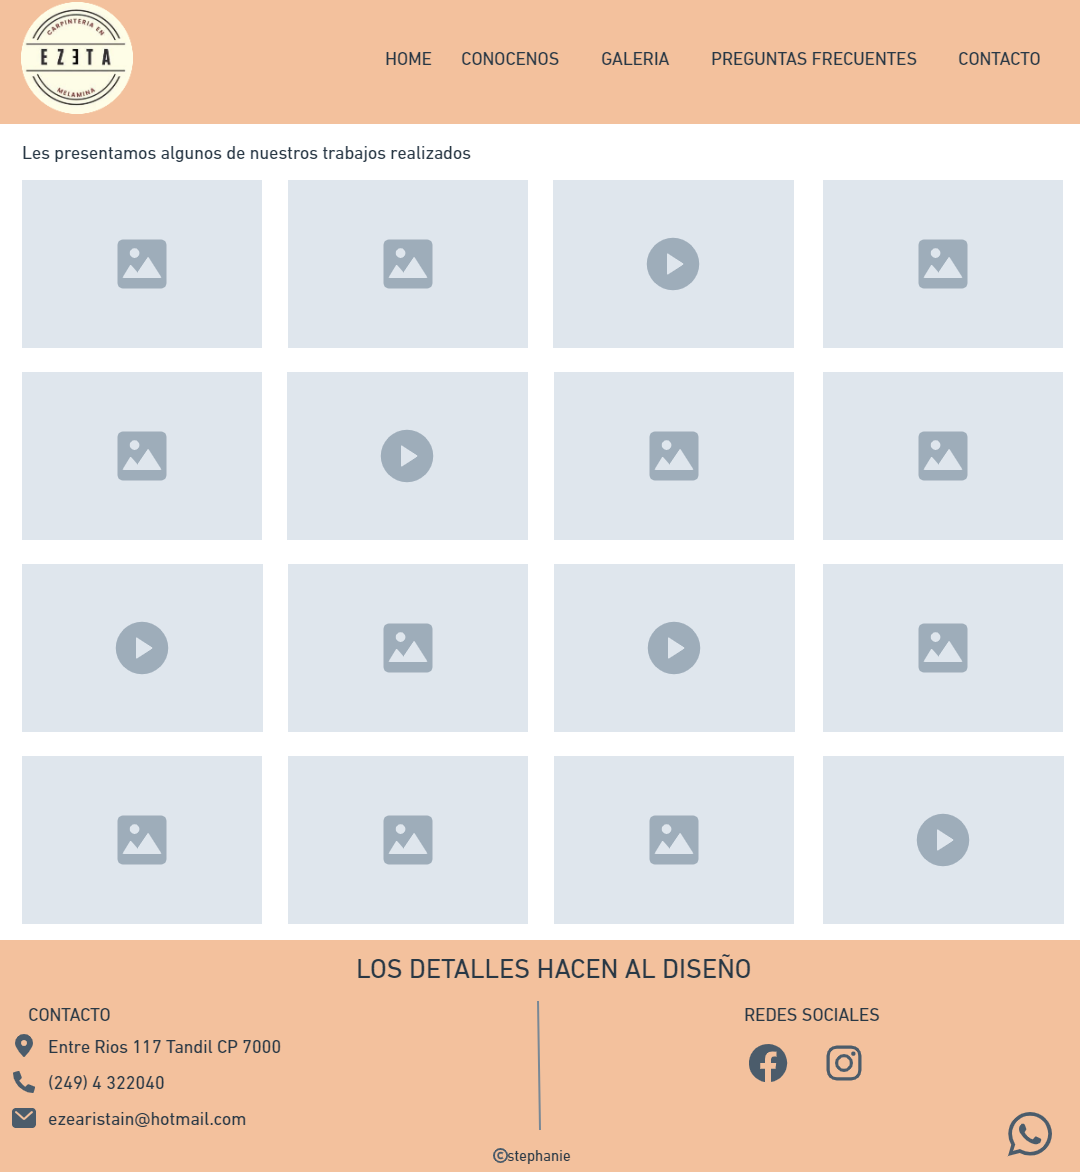 CARPINTERIA EN
EZETA
MELAMINA
HOME CONOCENOS GALERIA PREGUNTAS FRECUENTES CONTACTO
Les presentamos algunos de nuestros trabajos realizados
LOS DETALLES HACEN AL DISEÑO
CONTACTO REDES SOCIALES
Entre Rios 117 Tandil CP 7000
(249) 4 322040
ezearistain@hotmail.com
©stephanie